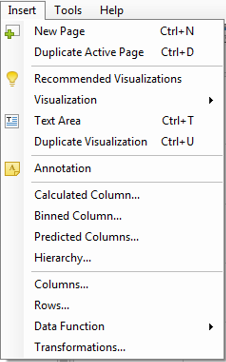 Insert Tools Help
New Page Ctrl+N
Duplicate Active Page Ctrl+D
Recommended Visualizations
Visualization
Text Area Ctrl+T
Duplicate Visualization Ctrl+U
Annotation
Calculated Column...
Binned Column...
Predicted Columns...
Hierarchy...
Columns...
Rows...
Data Function
Transformations...